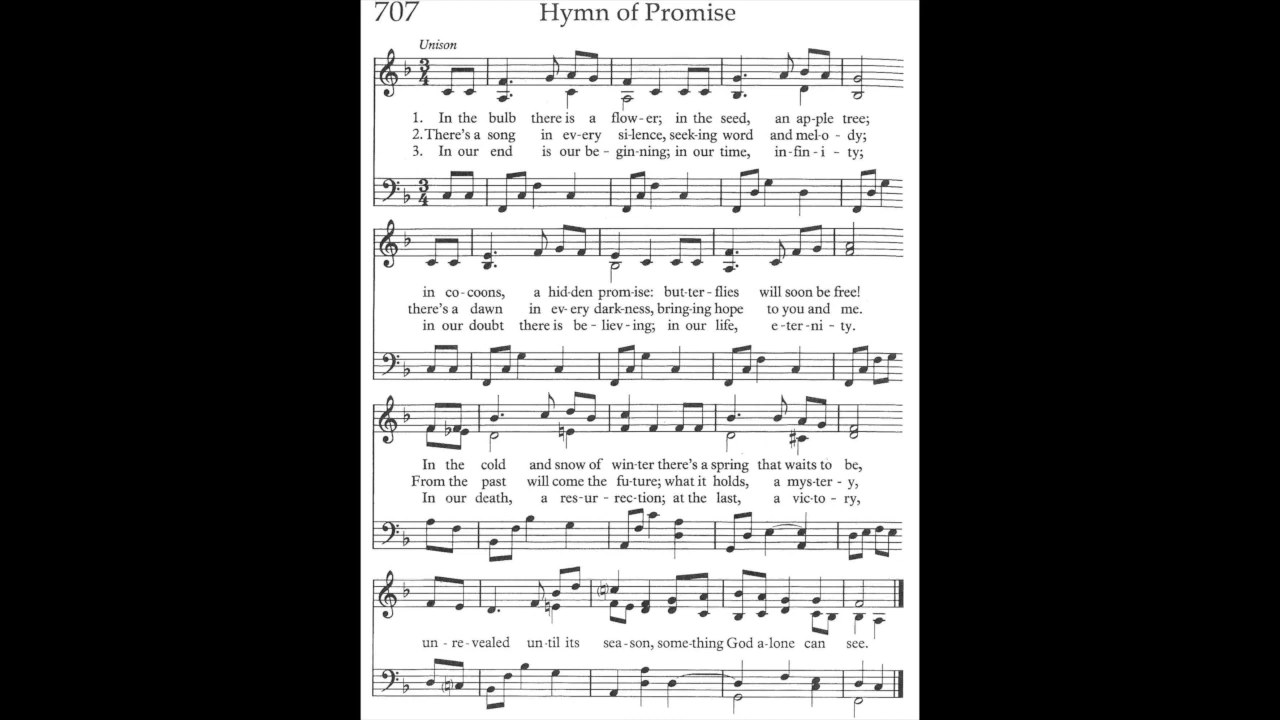 707 Hymn of Promise
Unison
3 4
1. In the bulb there is a flow-er; in the seed, an ap-ple tree;
2. There's a song in ev-ery si-lence, seek-ing word and mel-o - dy;
3. In our end is our be - gin-ning; in our time, in-fin - i - ty;
3 4
in co-coons, a hid-den prom-ise: but-ter - flies will soon be free!
there's a dawn in ev-ery dark-ness, bring-ing hope to you and me.
in our doubt there is be - liev-ing; in our life, e-ter-ni - ty.
In the cold and snow of win-ter there's a spring that waits to be,
From the past will come the fu-ture; what it holds, a mys-ter - y,
In our death, a res-ur - rec-tion; at the last, a vic-to - ry,
un - re-vealed un-til its sea-son, some-thing God a-lone can see.